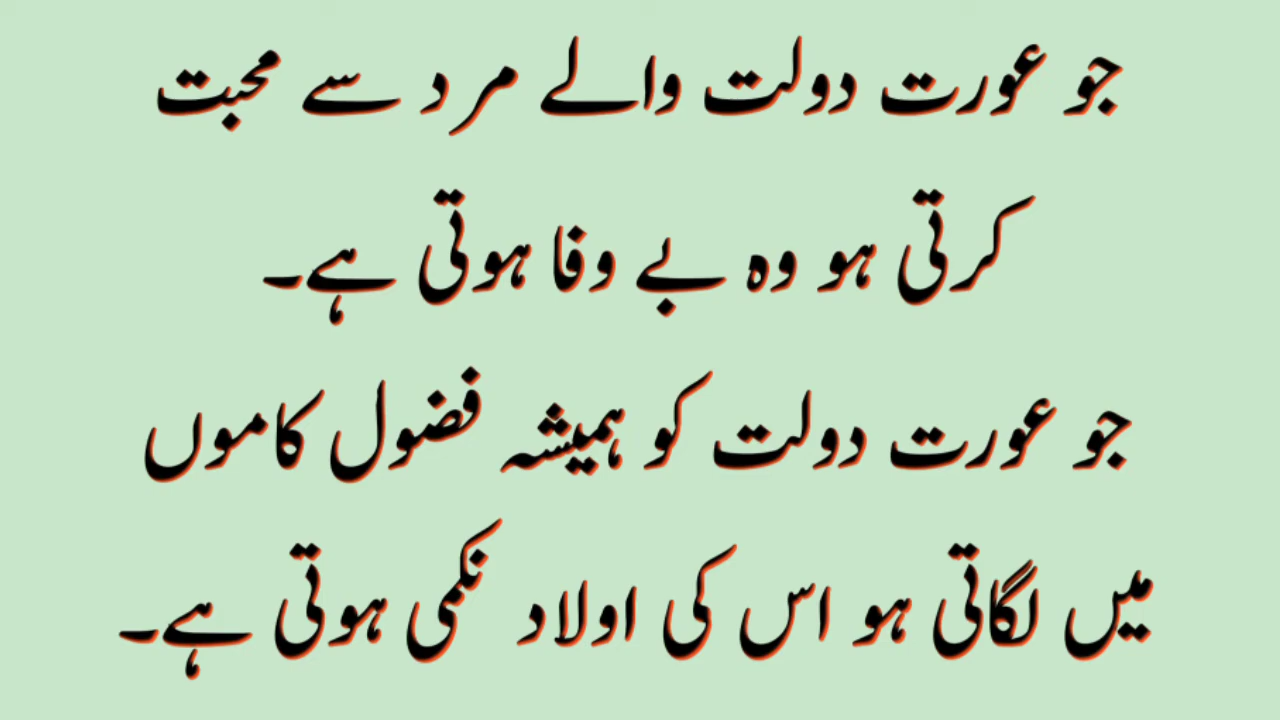 جو عورت دولت والے مرد سے محبت
کرتی ہو وہ بے وفا ہوتی ہے۔
جو عورت دولت کو ہمیشہ فضول کاموں
میں لگاتی ہو اس کی اولاد نکمی ہوتی ہے۔